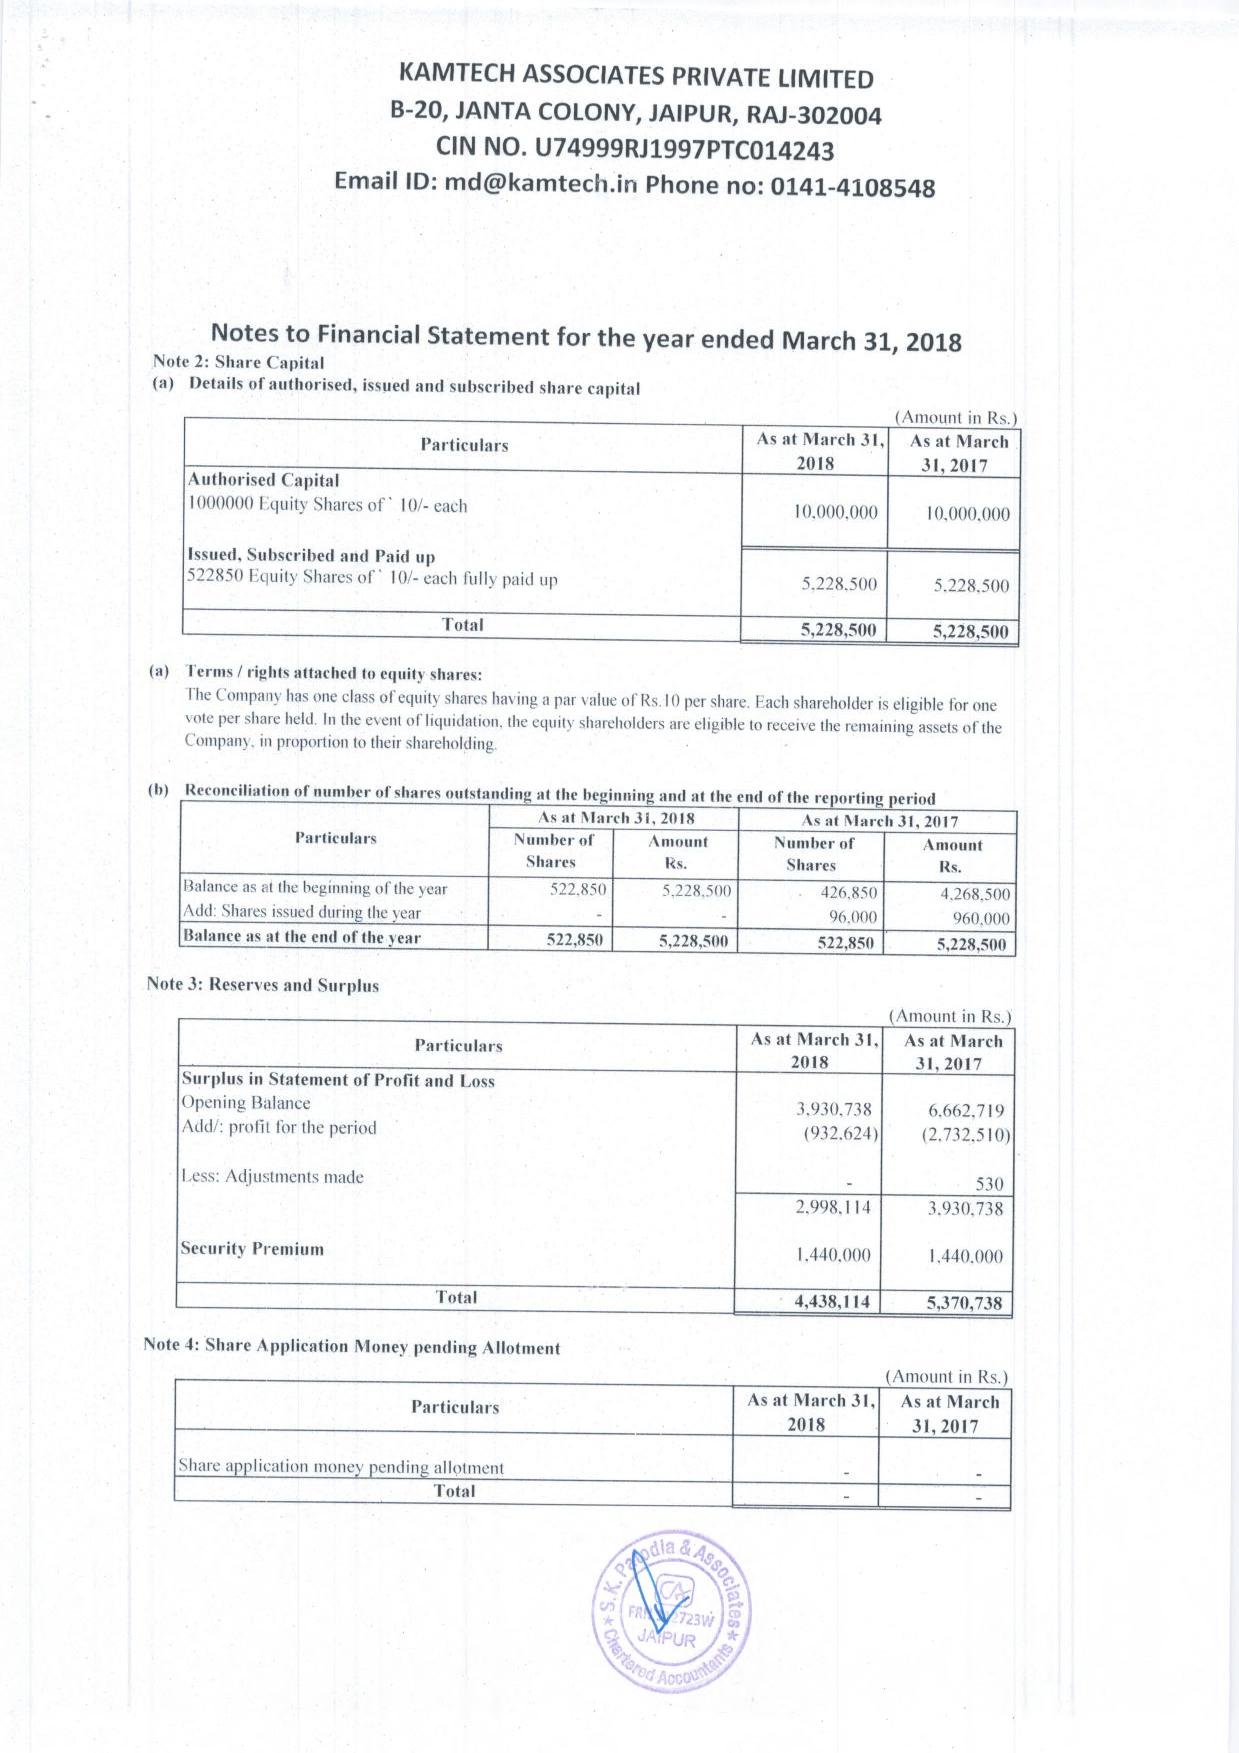 KAMTECH ASSOCIATES PRIVATE LIMITED
B-20, JANTA COLONY, JAIPUR, RAJ-302004
CIN NO. U74999RJ1997PTC014243
Email ID: md@kamtech.in Phone no: 0141-4108548
Notes to Financial Statement for the year ended March 31, 2018
Note 2: Share Capital
(a) Details of authorised, issued and subscribed share capital
(Amount in Rs.)
Particulars As at March 31, 2018 As at March 31, 2017
Authorised Capital
1000000 Equity Shares of ` 10/- each 10,000,000 10,000,000
Issued, Subscribed and Paid up
522850 Equity Shares of ` 10/- each fully paid up 5,228,500 5,228,500
Total 5,228,500 5,228,500
(a) Terms / rights attached to equity shares:
The Company has one class of equity shares having a par value of Rs.10 per share. Each shareholder is eligible for one
vote per share held. In the event of liquidation, the equity shareholders are eligible to receive the remaining assets of the
Company, in proportion to their shareholding.
(b) Reconciliation of number of shares outstanding at the beginning and at the end of the reporting period
Particulars As at March 31, 2018 As at March 31, 2017
Number of Shares Amount Rs. Number of Shares Amount Rs.
Balance as at the beginning of the year 522,850 5,228,500 426,850 4,268,500
Add: Shares issued during the year - - 96,000 960,000
Balance as at the end of the year 522,850 5,228,500 522,850 5,228,500
Note 3: Reserves and Surplus
(Amount in Rs.)
Particulars As at March 31, 2018 As at March 31, 2017
Surplus in Statement of Profit and Loss
Opening Balance 3,930,738 6,662,719
Add/: profit for the period (932,624) (2,732,510)
Less: Adjustments made - 530
2,998,114 3,930,738
Security Premium 1,440,000 1,440,000
Total 4,438,114 5,370,738
Note 4: Share Application Money pending Allotment
(Amount in Rs.)
Particulars As at March 31, 2018 As at March 31, 2017
Share application money pending allotment - -
Total - -
S.K. & Associates
CA
JAIPUR
Chartered Accountants